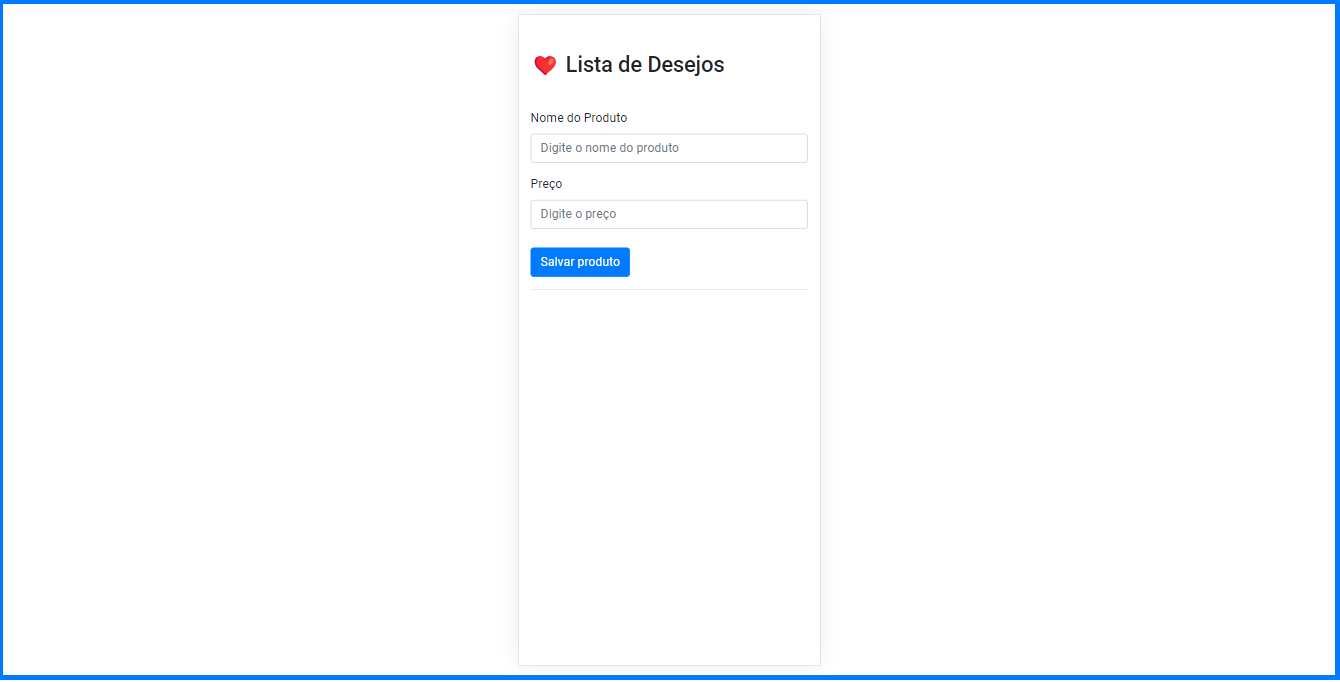 Lista de Desejos
Nome do Produto
Digite o nome do produto
Preço
Digite o preço
Salvar produto